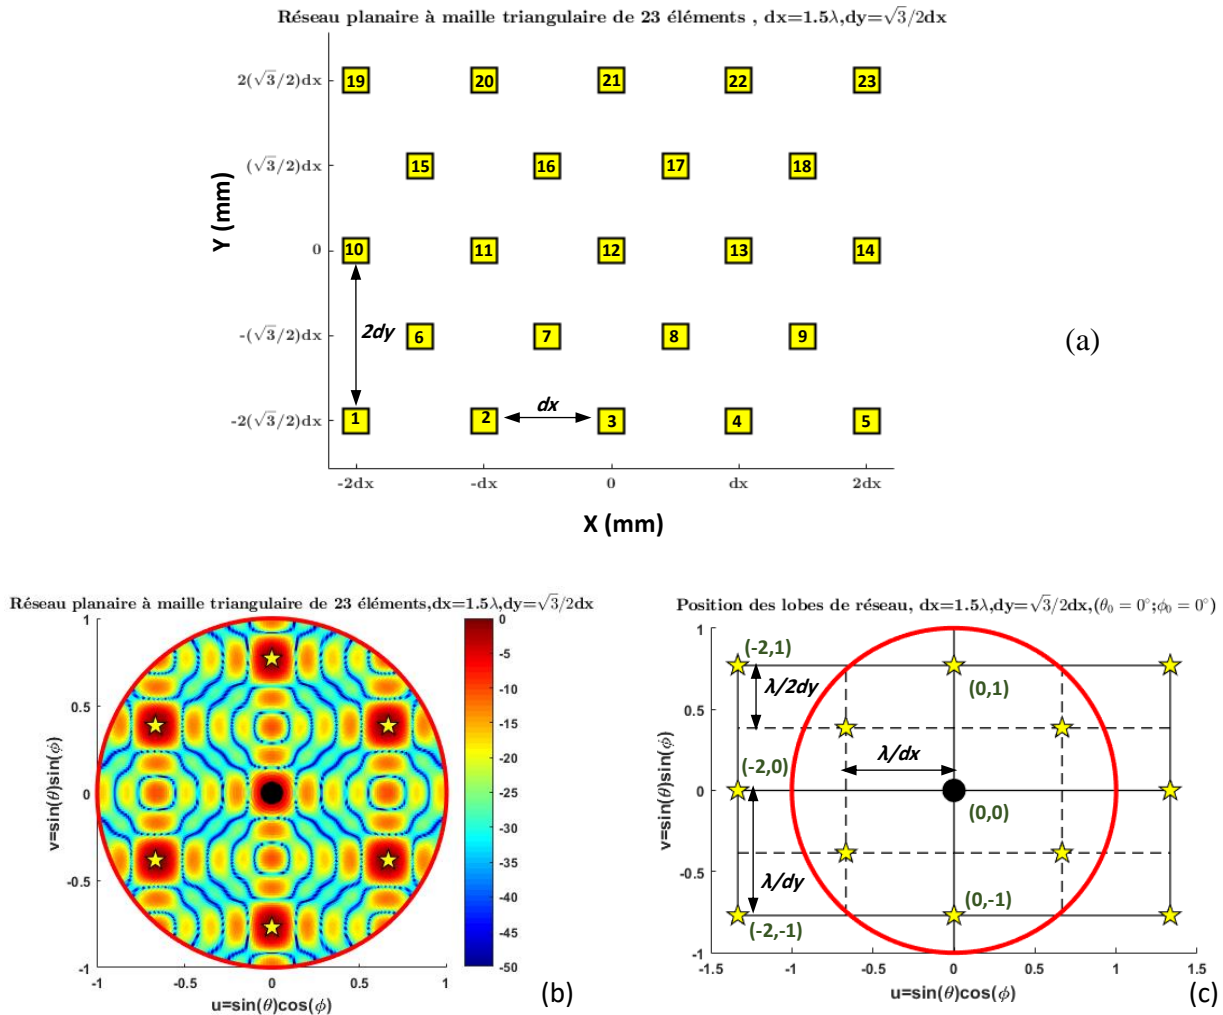 Réseau planaire à maille triangulaire de 23 éléments , dx=1.5λ,dy=√3/2dx
2(√3/2)dx
19 20 21 22 23
(√3/2)dx
15 16 17 18
Y (mm)
0
10 11 12 13 14
2dy
-(√3/2)dx
6 7 8 9
(a)
dx
-2(√3/2)dx
1 2 3 4 5
-2dx -dx 0 dx 2dx
X (mm)
Réseau planaire à maille triangulaire de 23 éléments,dx=1.5λ,dy=√3/2dx
1
0.5
0
-0.5
-1
v=sin(θ)sin(ϕ)
-1 -0.5 0 0.5 1
u=sin(θ)cos(ϕ)
0
-5
-10
-15
-20
-25
-30
-35
-40
-45
-50
(b)
Position des lobes de réseau, dx=1.5λ,dy=√3/2dx,(θ₀ = 0°;ϕ₀ = 0°)
1
0.5
0
-0.5
-1
v=sin(θ)sin(ϕ)
(-2,1)
λ/2dy
(0,1)
λ/dx
(-2,0)
(0,0)
λ/dy
(0,-1)
(-2,-1)
-1.5 -1 -0.5 0 0.5 1 1.5
u=sin(θ)cos(ϕ)
(c)